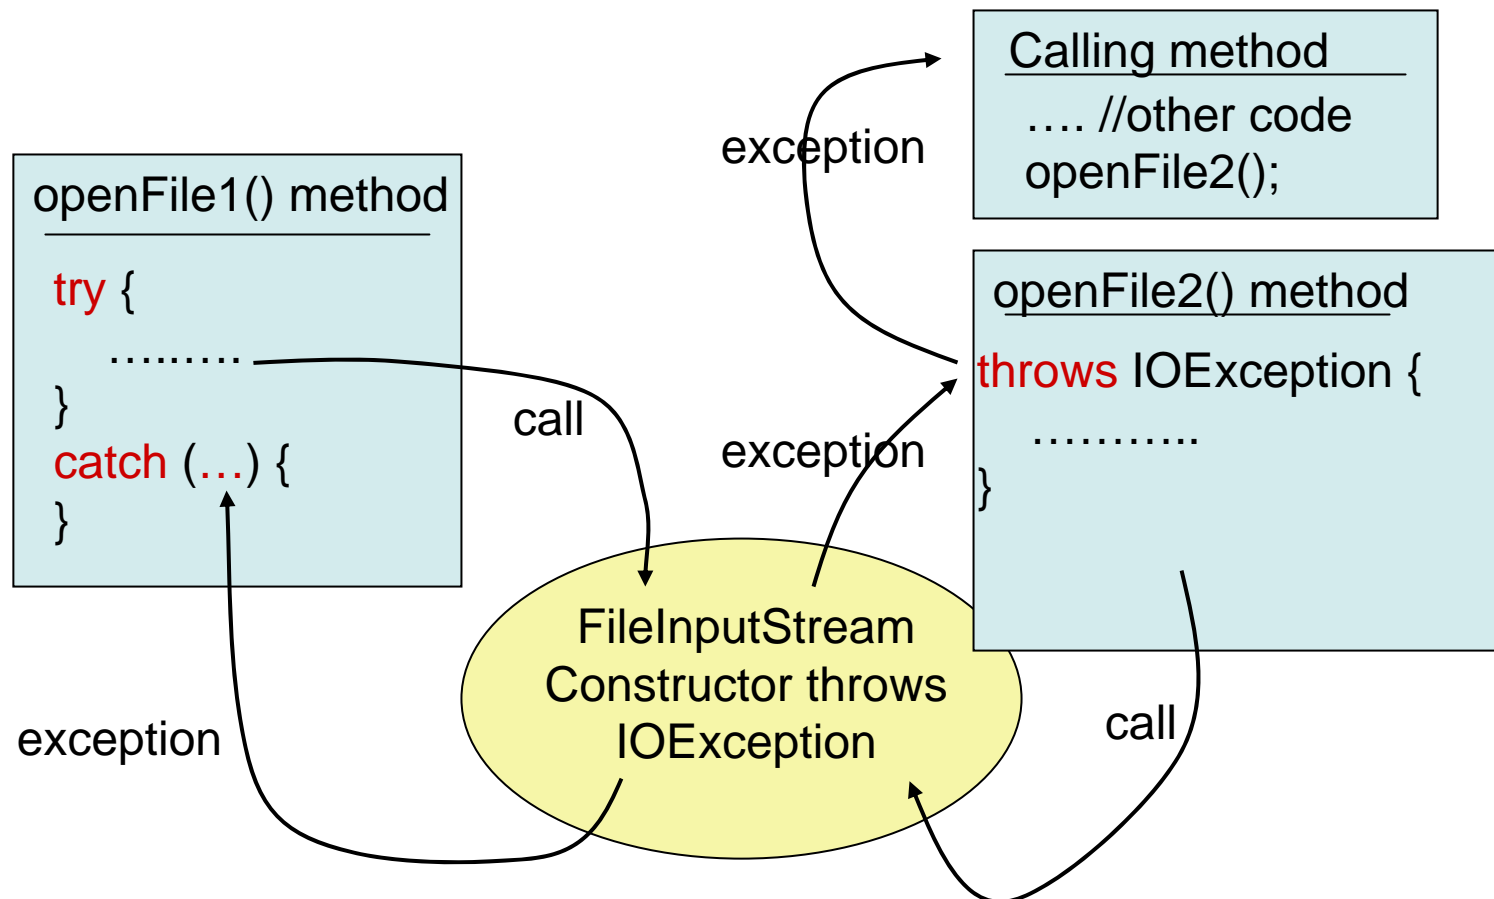 openFile1() method
try {
…..….
}
catch (…) {
}
call
exception
FileInputStream
Constructor throws
IOException
exception
exception
Calling method
…. //other code
openFile2();
openFile2() method
throws IOException {
………..
}
call